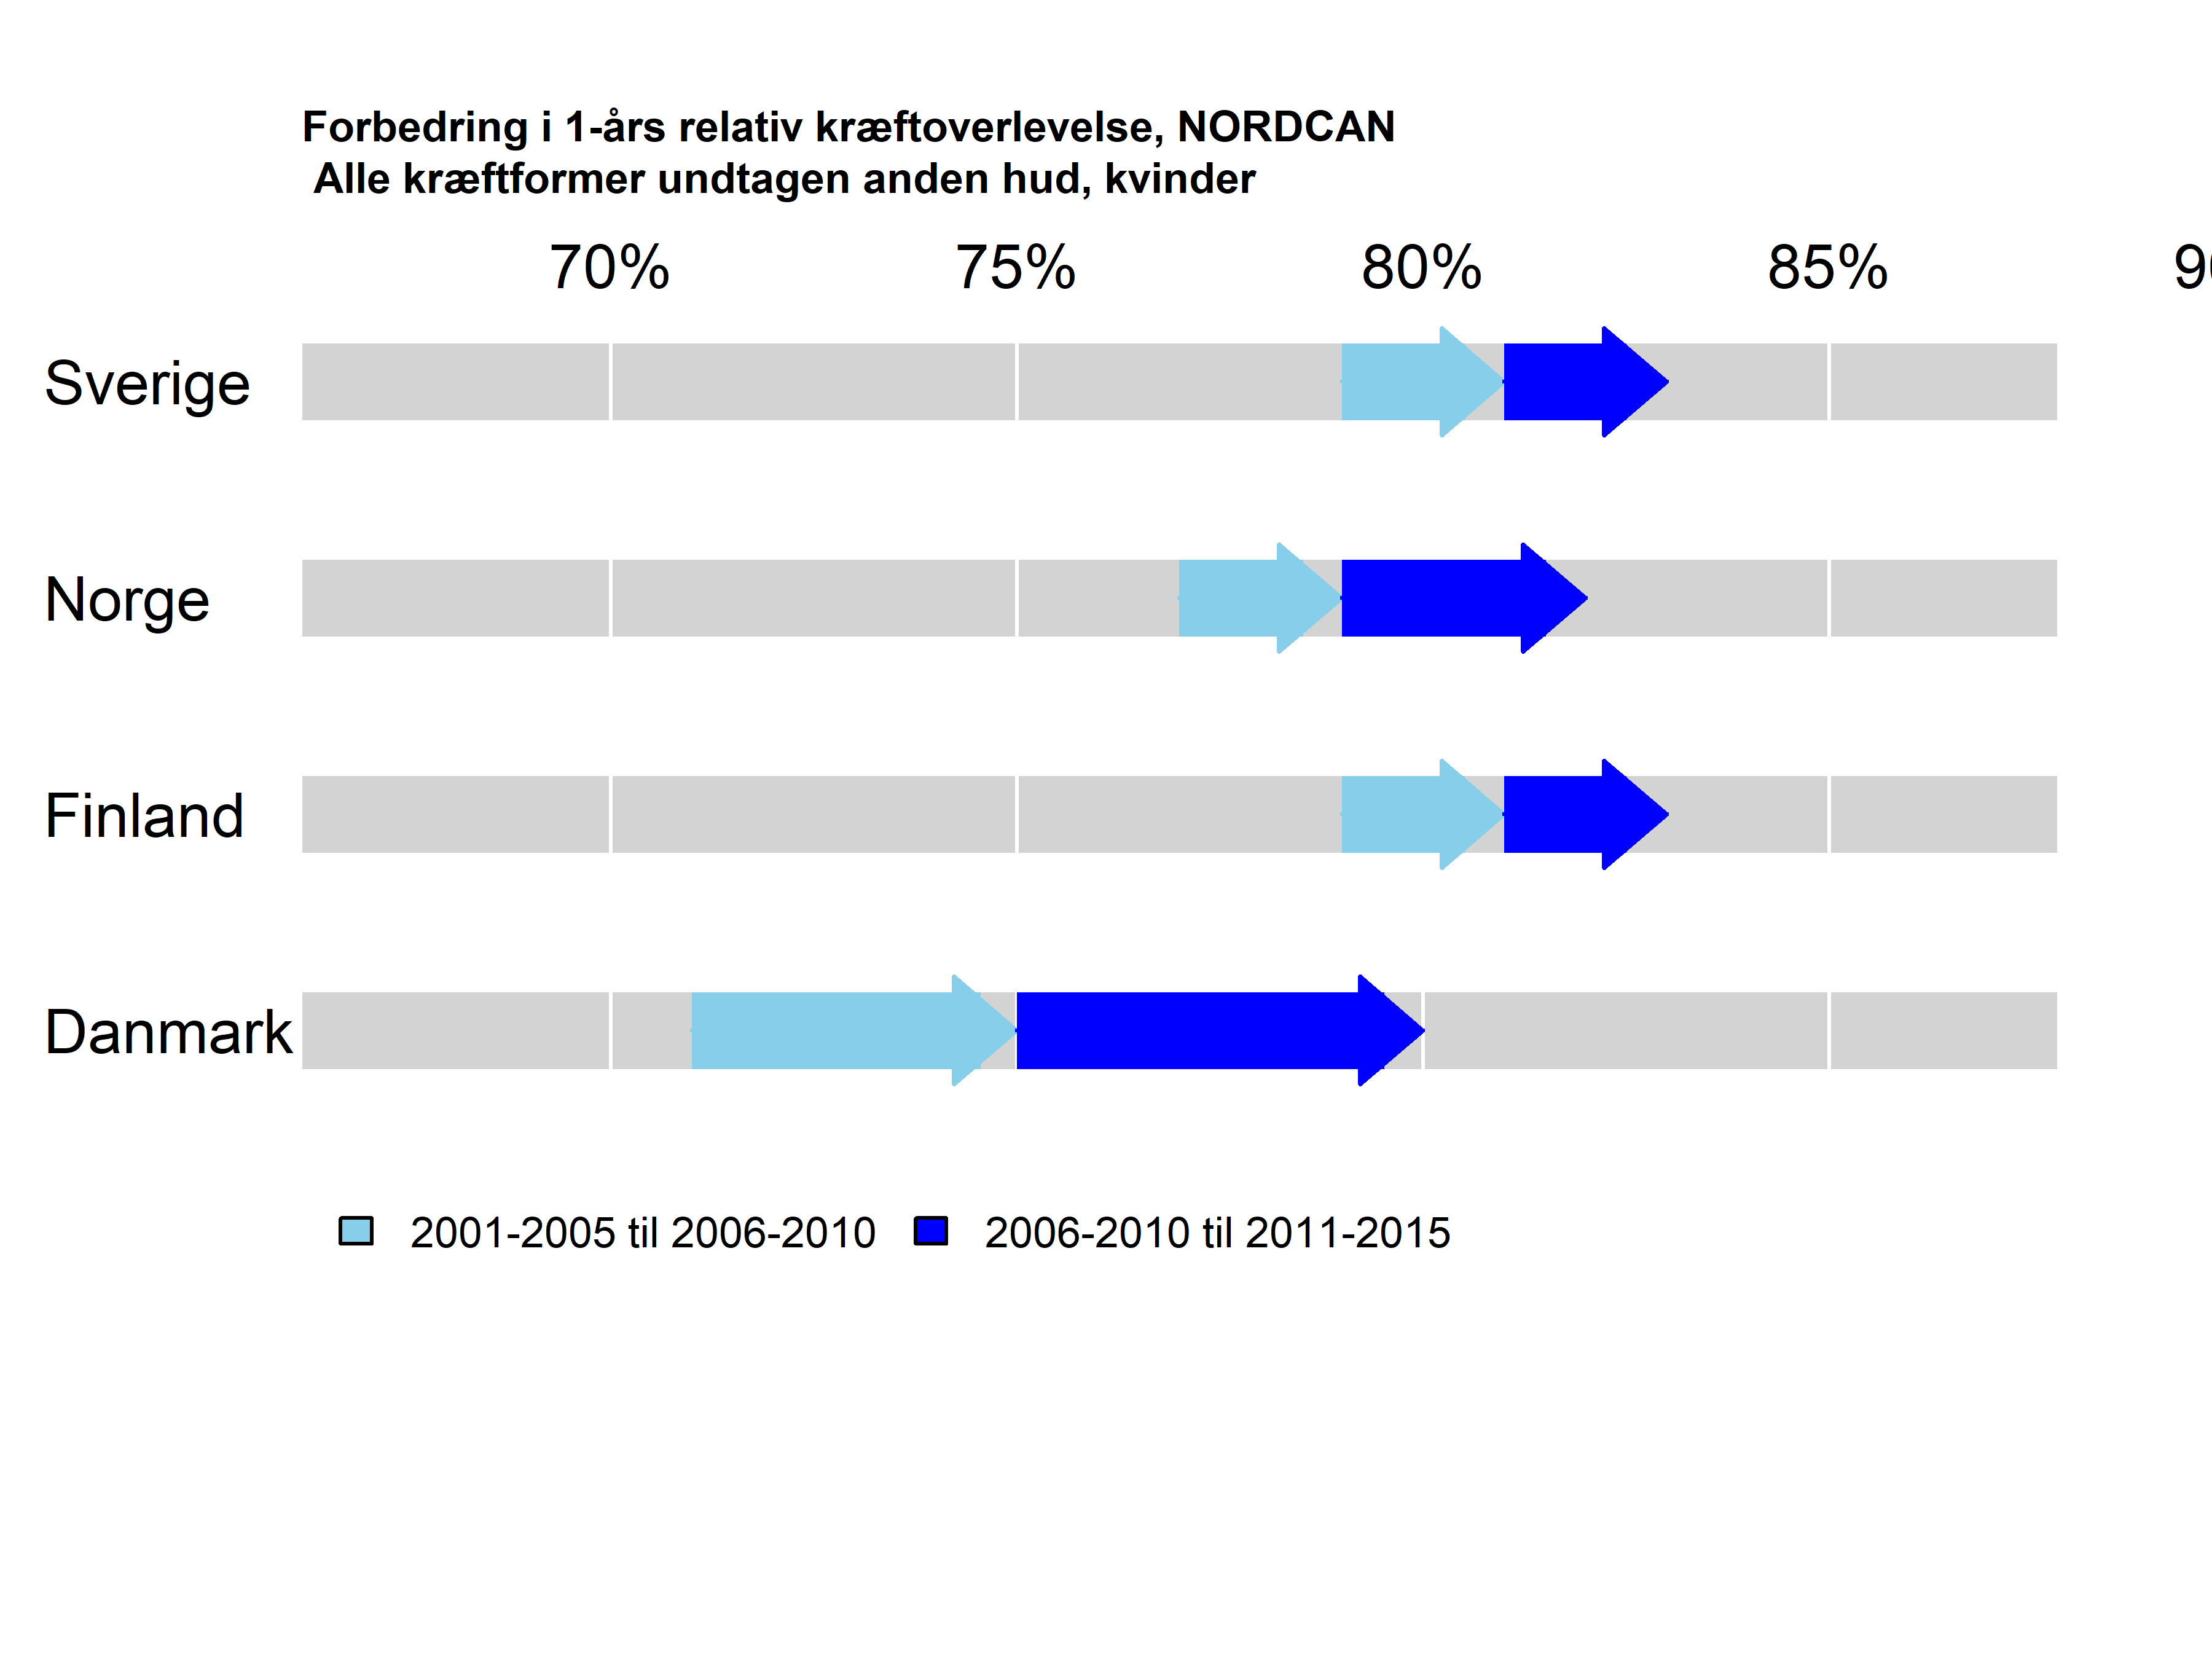 Forbedring i 1-års relativ kræftoverlevelse, NORDCAN
Alle kræftformer undtagen anden hud, kvinder
70% 75% 80% 85%
Sverige
Norge
Finland
Danmark
2001-2005 til 2006-2010 2006-2010 til 2011-2015